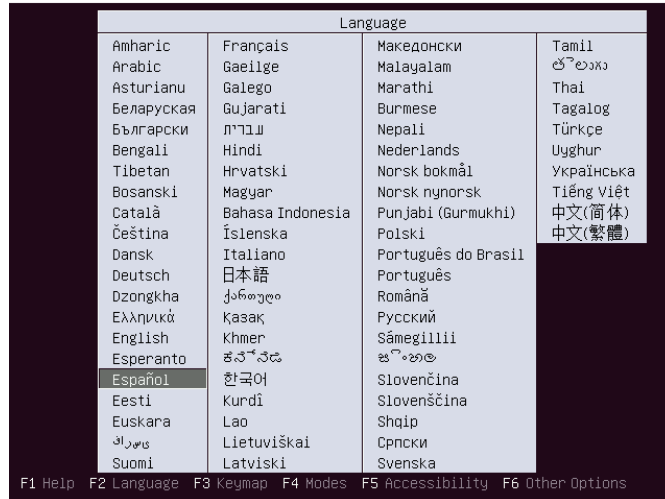 Language
Amharic
Arabic
Asturianu
Беларуская
Български
Bengali
Tibetan
Bosanski
Català
Čeština
Dansk
Deutsch
Dzongkha
Ελληνικά
English
Esperanto
Español
Eesti
Euskara
Suomi
Français
Gaeilge
Galego
Gujarati
עברית
Hindi
Hrvatski
Magyar
Bahasa Indonesia
Íslenska
Italiano
日本語
ქართული
Қазақ
Khmer
한국어
Kurdî
Lao
Lietuviškai
Latviski
Македонски
Malayalam
Marathi
Burmese
Nepali
Nederlands
Norsk bokmål
Norsk nynorsk
Punjabi (Gurmukhi)
Polski
Português do Brasil
Português
Română
Русский
Sámegillii
Slovenčina
Slovenščina
Shqip
Српски
Svenska
Tamil
Thai
Tagalog
Türkçe
Uyghur
Українська
Tiếng Việt
中文(简体)
中文(繁體)
F1 Help F2 Language F3 Keymap F4 Modes F5 Accessibility F6 Other Options